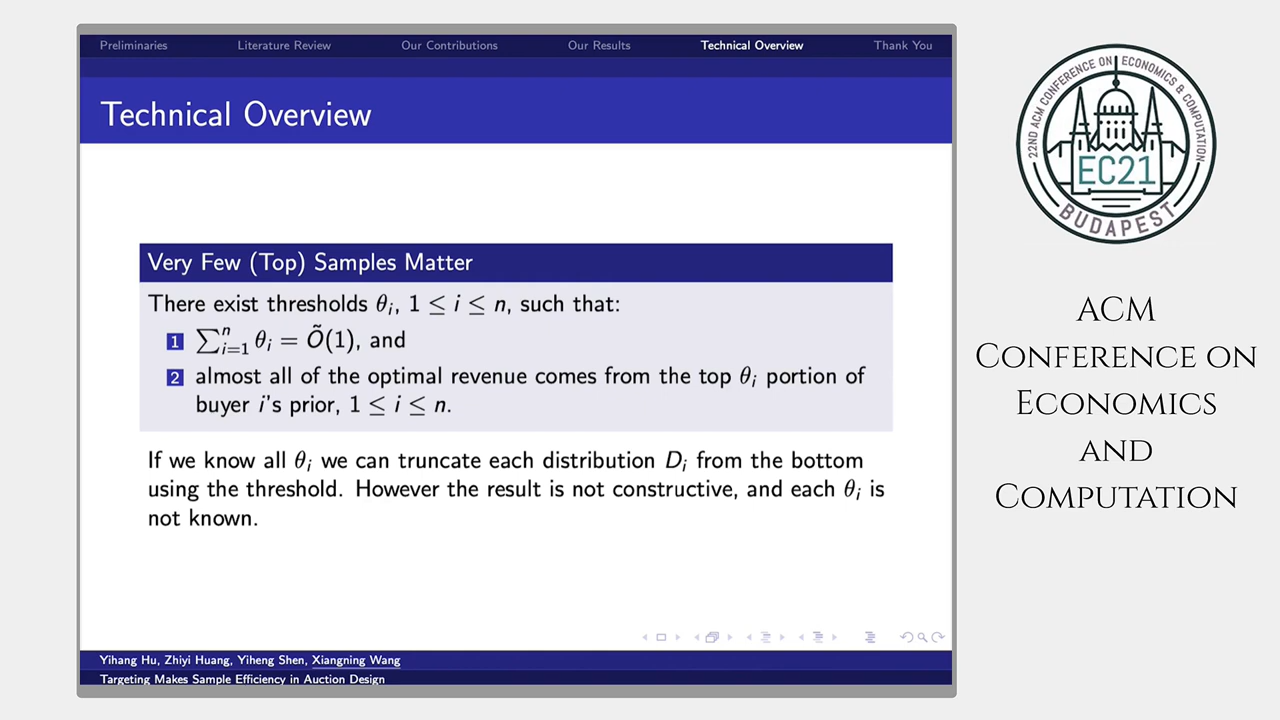 Preliminaries Literature Review Our Contributions Our Results Technical Overview Thank You
Technical Overview
Very Few (Top) Samples Matter
There exist thresholds θ_i, 1 ≤ i ≤ n, such that:
1 ∑_{i=1}^n θ_i = Õ(1), and
2 almost all of the optimal revenue comes from the top θ_i portion of
buyer i's prior, 1 ≤ i ≤ n.
If we know all θ_i we can truncate each distribution D_i from the bottom
using the threshold. However the result is not constructive, and each θ_i is
not known.
Yihang Hu, Zhiyi Huang, Yiheng Shen, Xiangning Wang
Targeting Makes Sample Efficiency in Auction Design
22ND ACM CONFERENCE ON ECONOMICS & COMPUTATION
EC21
BUDAPEST
ACM
Conference on
Economics
and
Computation